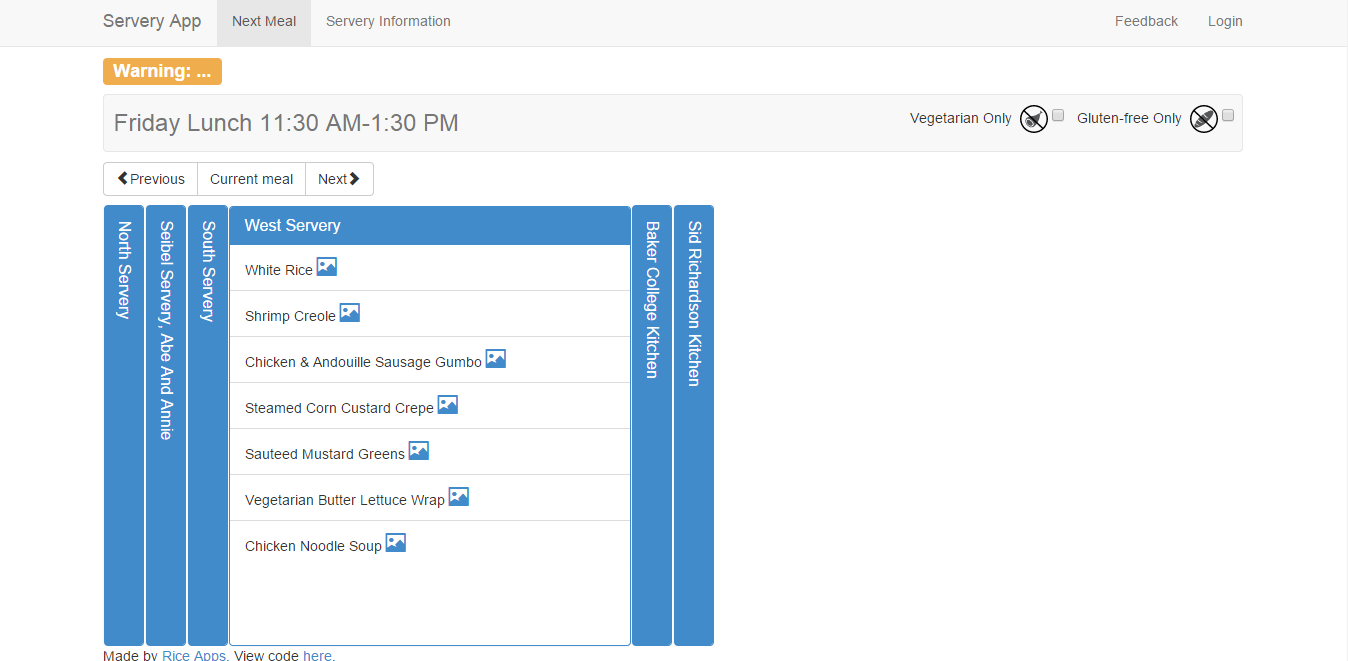 Servery App Next Meal Servery Information Feedback Login
Warning: ...
Friday Lunch 11:30 AM-1:30 PM Vegetarian Only Gluten-free Only
Previous Current meal Next
North Servery
Seibel Servery, Abe And Annie
South Servery
West Servery
White Rice
Shrimp Creole
Chicken & Andouille Sausage Gumbo
Steamed Corn Custard Crepe
Sauteed Mustard Greens
Vegetarian Butter Lettuce Wrap
Chicken Noodle Soup
Baker College Kitchen
Sid Richardson Kitchen
Made by Rice Apps. View code here.